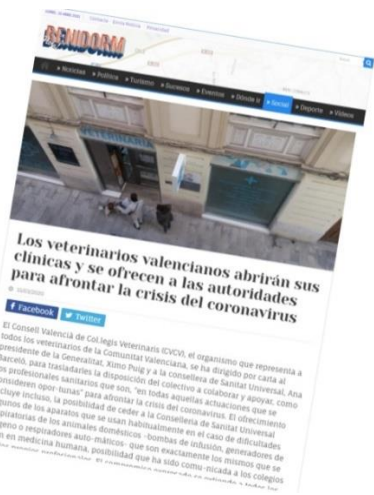 BENIDORM
Noticias
Política
Turismo
Sucesos
Eventos
Dónde ir
Social
Deporte
Vídeos
VETERINARIA
Los veterinarios valencianos abrirán sus
clínicas y se ofrecen a las autoridades
para afrontar la crisis del coronavirus
Facebook
Twitter
El Consell Valencià de Col.legis Veterinaris (CVCV), el organismo que representa a
todos los veterinarios de la Comunitat Valenciana, se ha dirigido por carta al
presidente de la Generalitat, Ximo Puig y a la consellera de Sanitat Universal, Ana
Barceló, para trasladarles la disposición del colectivo a colaborar y apoyar, como
los profesionales sanitarios que son, "en todas aquellas actuaciones que se
consideren opor-tunas" para afrontar la crisis del coronavirus. El ofrecimiento
incluye incluso, la posibilidad de ceder a la Conselleria de Sanitat Universal
algunos de los aparatos que se usan habitualmente en el caso de dificultades
respiratorias de los animales domésticos -bombas de infusión, generadores de
oxígeno o respiradores auto-máticos- que son exactamente los mismos que se
en medicina humana, posibilidad que ha sido comu-nicada a los colegios